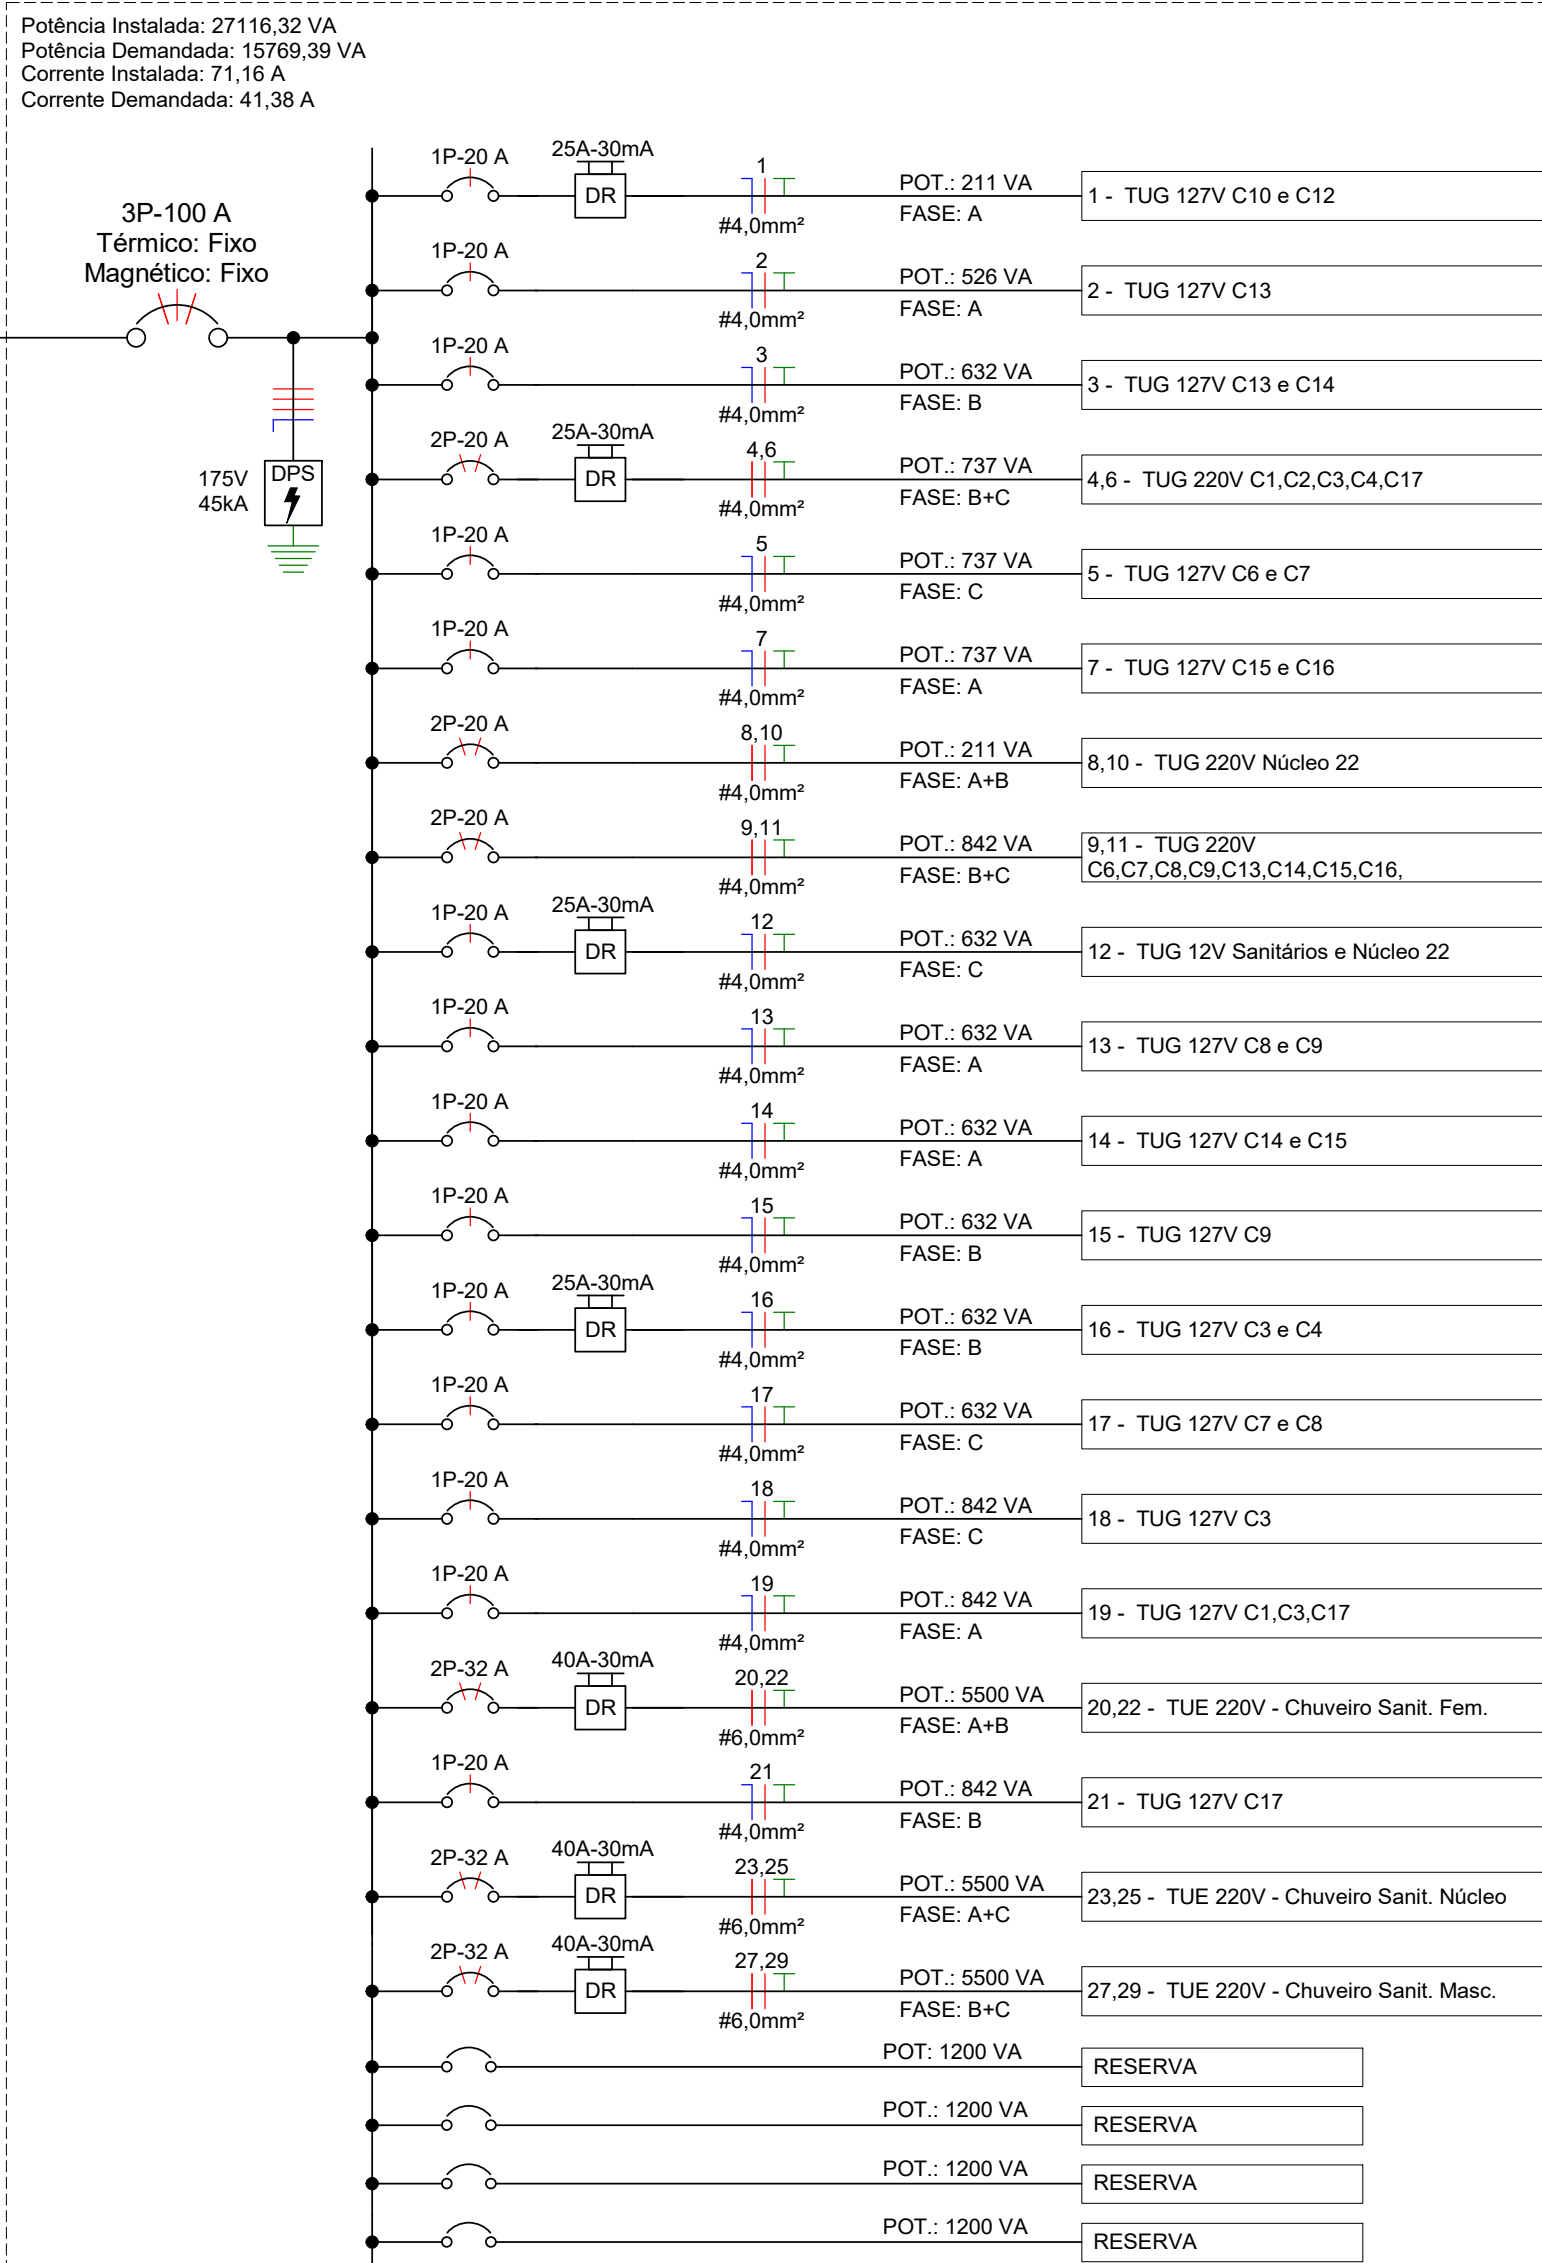 Potência Instalada: 27116,32 VA
Potência Demandada: 15769,39 VA
Corrente Instalada: 71,16 A
Corrente Demandada: 41,38 A
3P-100 A
Térmico: Fixo
Magnético: Fixo
175V
45kA
DPS
1P-20 A
25A-30mA
DR
1
#4,0mm²
POT.: 211 VA
FASE: A
1 - TUG 127V C10 e C12
1P-20 A
2
#4,0mm²
POT.: 526 VA
FASE: A
2 - TUG 127V C13
1P-20 A
3
#4,0mm²
POT.: 632 VA
FASE: B
3 - TUG 127V C13 e C14
2P-20 A
25A-30mA
DR
4,6
#4,0mm²
POT.: 737 VA
FASE: B+C
4,6 - TUG 220V C1,C2,C3,C4,C17
1P-20 A
5
#4,0mm²
POT.: 737 VA
FASE: C
5 - TUG 127V C6 e C7
1P-20 A
7
#4,0mm²
POT.: 737 VA
FASE: A
7 - TUG 127V C15 e C16
2P-20 A
8,10
#4,0mm²
POT.: 211 VA
FASE: A+B
8,10 - TUG 220V Núcleo 22
2P-20 A
9,11
#4,0mm²
POT.: 842 VA
FASE: B+C
9,11 - TUG 220V
C6,C7,C8,C9,C13,C14,C15,C16,
1P-20 A
25A-30mA
DR
12
#4,0mm²
POT.: 632 VA
FASE: C
12 - TUG 12V Sanitários e Núcleo 22
1P-20 A
13
#4,0mm²
POT.: 632 VA
FASE: A
13 - TUG 127V C8 e C9
1P-20 A
14
#4,0mm²
POT.: 632 VA
FASE: A
14 - TUG 127V C14 e C15
1P-20 A
15
#4,0mm²
POT.: 632 VA
FASE: B
15 - TUG 127V C9
1P-20 A
25A-30mA
DR
16
#4,0mm²
POT.: 632 VA
FASE: B
16 - TUG 127V C3 e C4
1P-20 A
17
#4,0mm²
POT.: 632 VA
FASE: C
17 - TUG 127V C7 e C8
1P-20 A
18
#4,0mm²
POT.: 842 VA
FASE: C
18 - TUG 127V C3
1P-20 A
19
#4,0mm²
POT.: 842 VA
FASE: A
19 - TUG 127V C1,C3,C17
2P-32 A
40A-30mA
DR
20,22
#6,0mm²
POT.: 5500 VA
FASE: A+B
20,22 - TUE 220V - Chuveiro Sanit. Fem.
1P-20 A
21
#4,0mm²
POT.: 842 VA
FASE: B
21 - TUG 127V C17
2P-32 A
40A-30mA
DR
23,25
#6,0mm²
POT.: 5500 VA
FASE: A+C
23,25 - TUE 220V - Chuveiro Sanit. Núcleo
2P-32 A
40A-30mA
DR
27,29
#6,0mm²
POT.: 5500 VA
FASE: B+C
27,29 - TUE 220V - Chuveiro Sanit. Masc.
POT: 1200 VA
RESERVA
POT.: 1200 VA
RESERVA
POT.: 1200 VA
RESERVA
POT.: 1200 VA
RESERVA